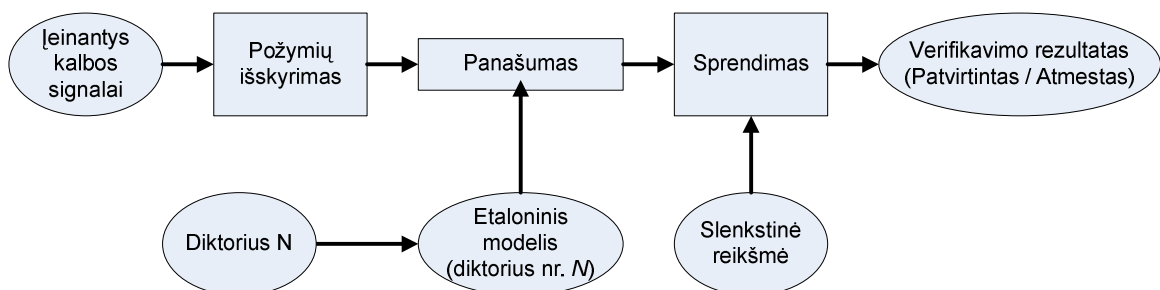 Įeinantys
kalbos
signalai
Požymių
išskyrimas
Panašumas
Sprendimas
Verifikavimo rezultatas
(Patvirtintas / Atmestas)
Diktorius N
Etaloninis
modelis
(diktorius nr. N)
Slenkstinė
reikšmė